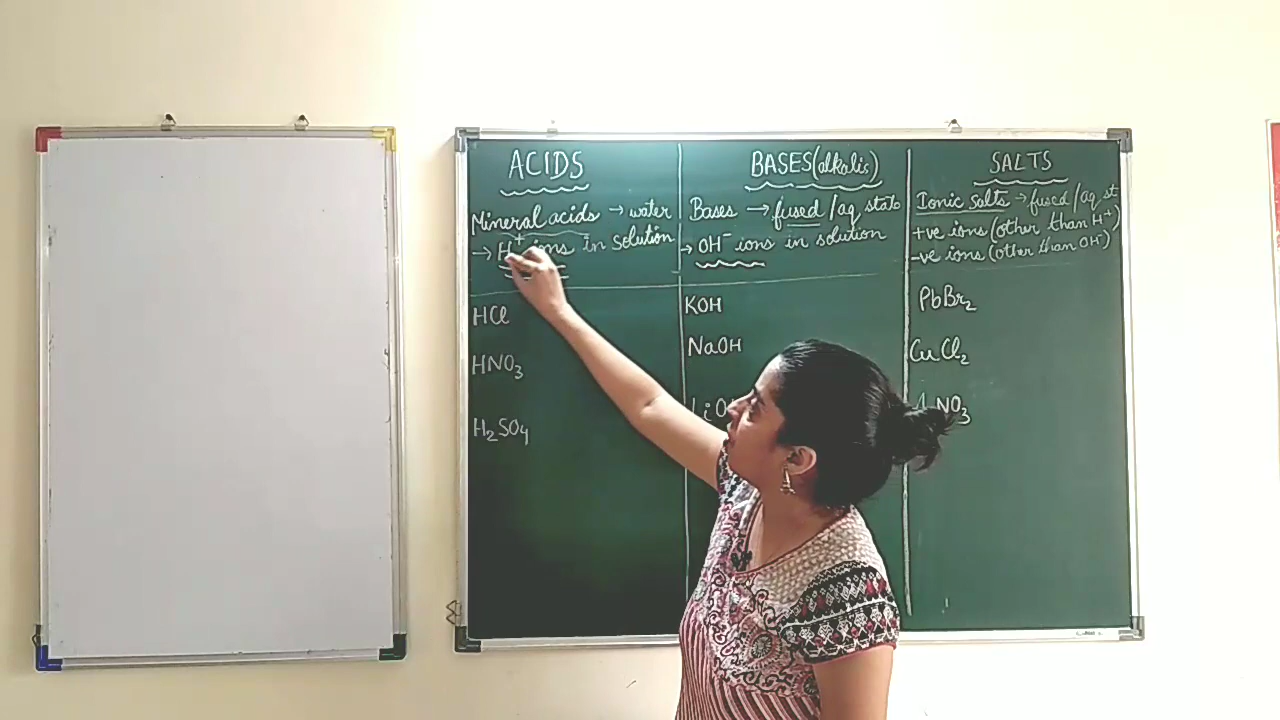 ACIDS
Mineral acids → water
→ H⁺ ions in solution
HCl
HNO₃
H₂SO₄
BASES (alkalis)
Bases → fused / aq state
→ OH⁻ ions in solution
KOH
NaOH
SALTS
Ionic Salts → fused / aq st
+ve ions (other than H⁺)
-ve ions (other than OH⁻)
PbBr₂
CuCl₂
NO₃